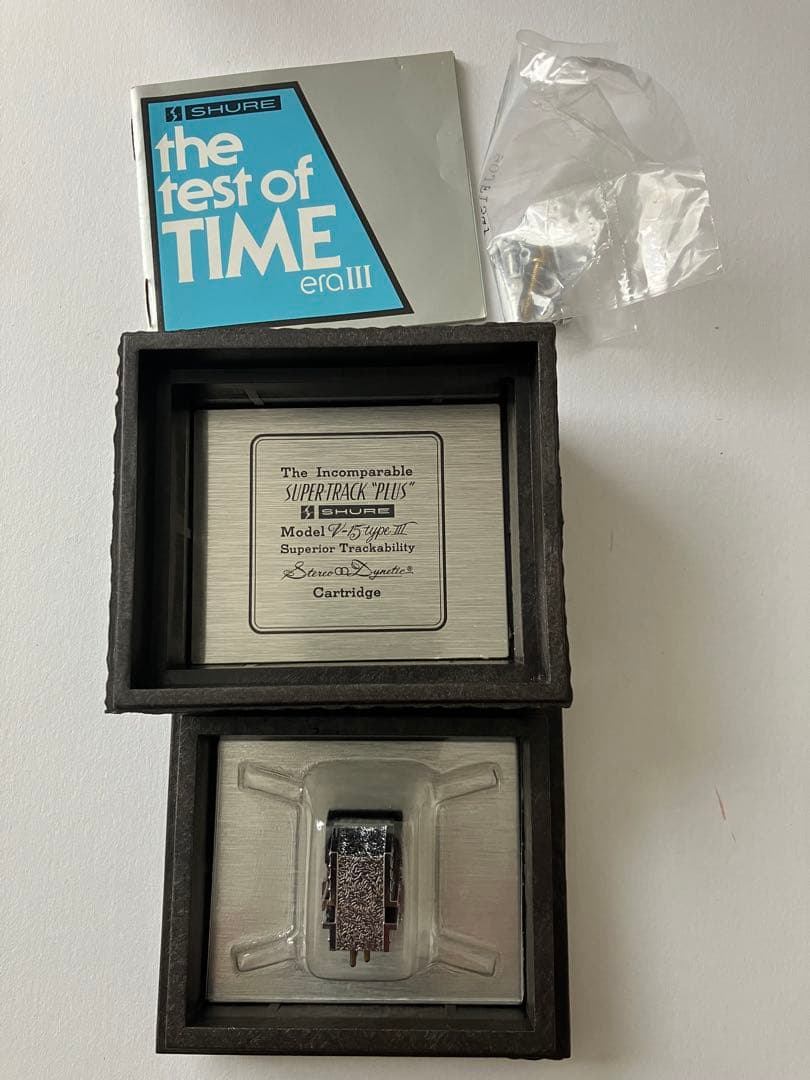 SHURE
the
test of
TIME
era III
The Incomparable
SUPER-TRACK "PLUS"
SHURE
Model V-15 type III
Superior Trackability
Stereo Dynetic®
Cartridge